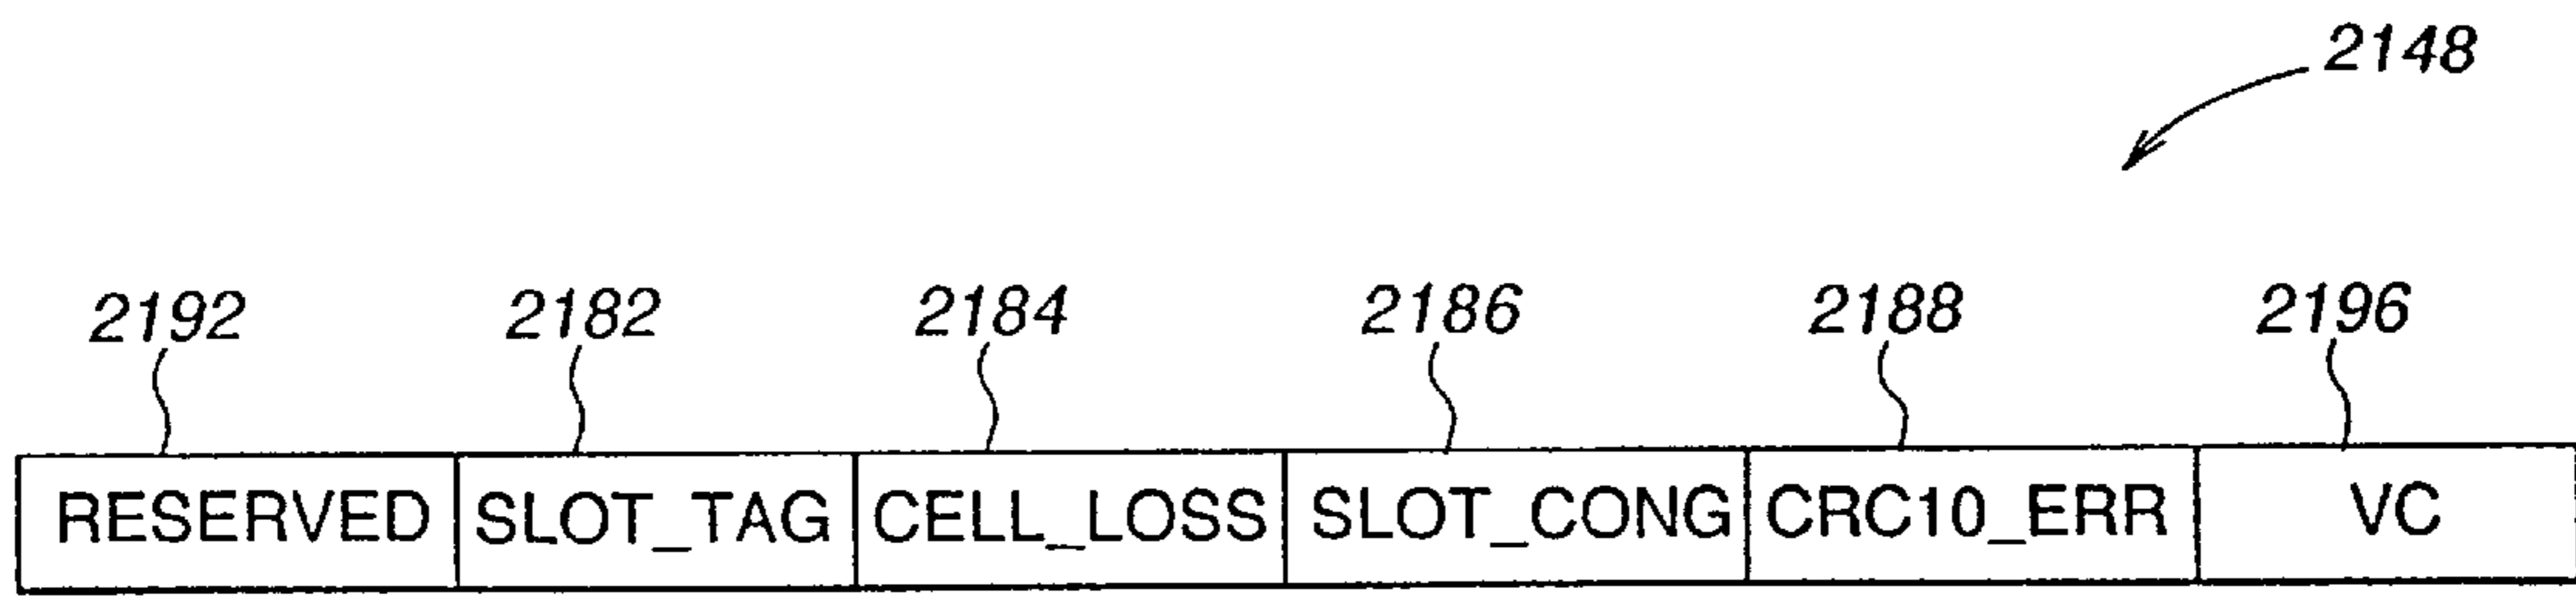 2148
2192 2182 2184 2186 2188 2196
RESERVED SLOT_TAG CELL_LOSS SLOT_CONG CRC10_ERR VC